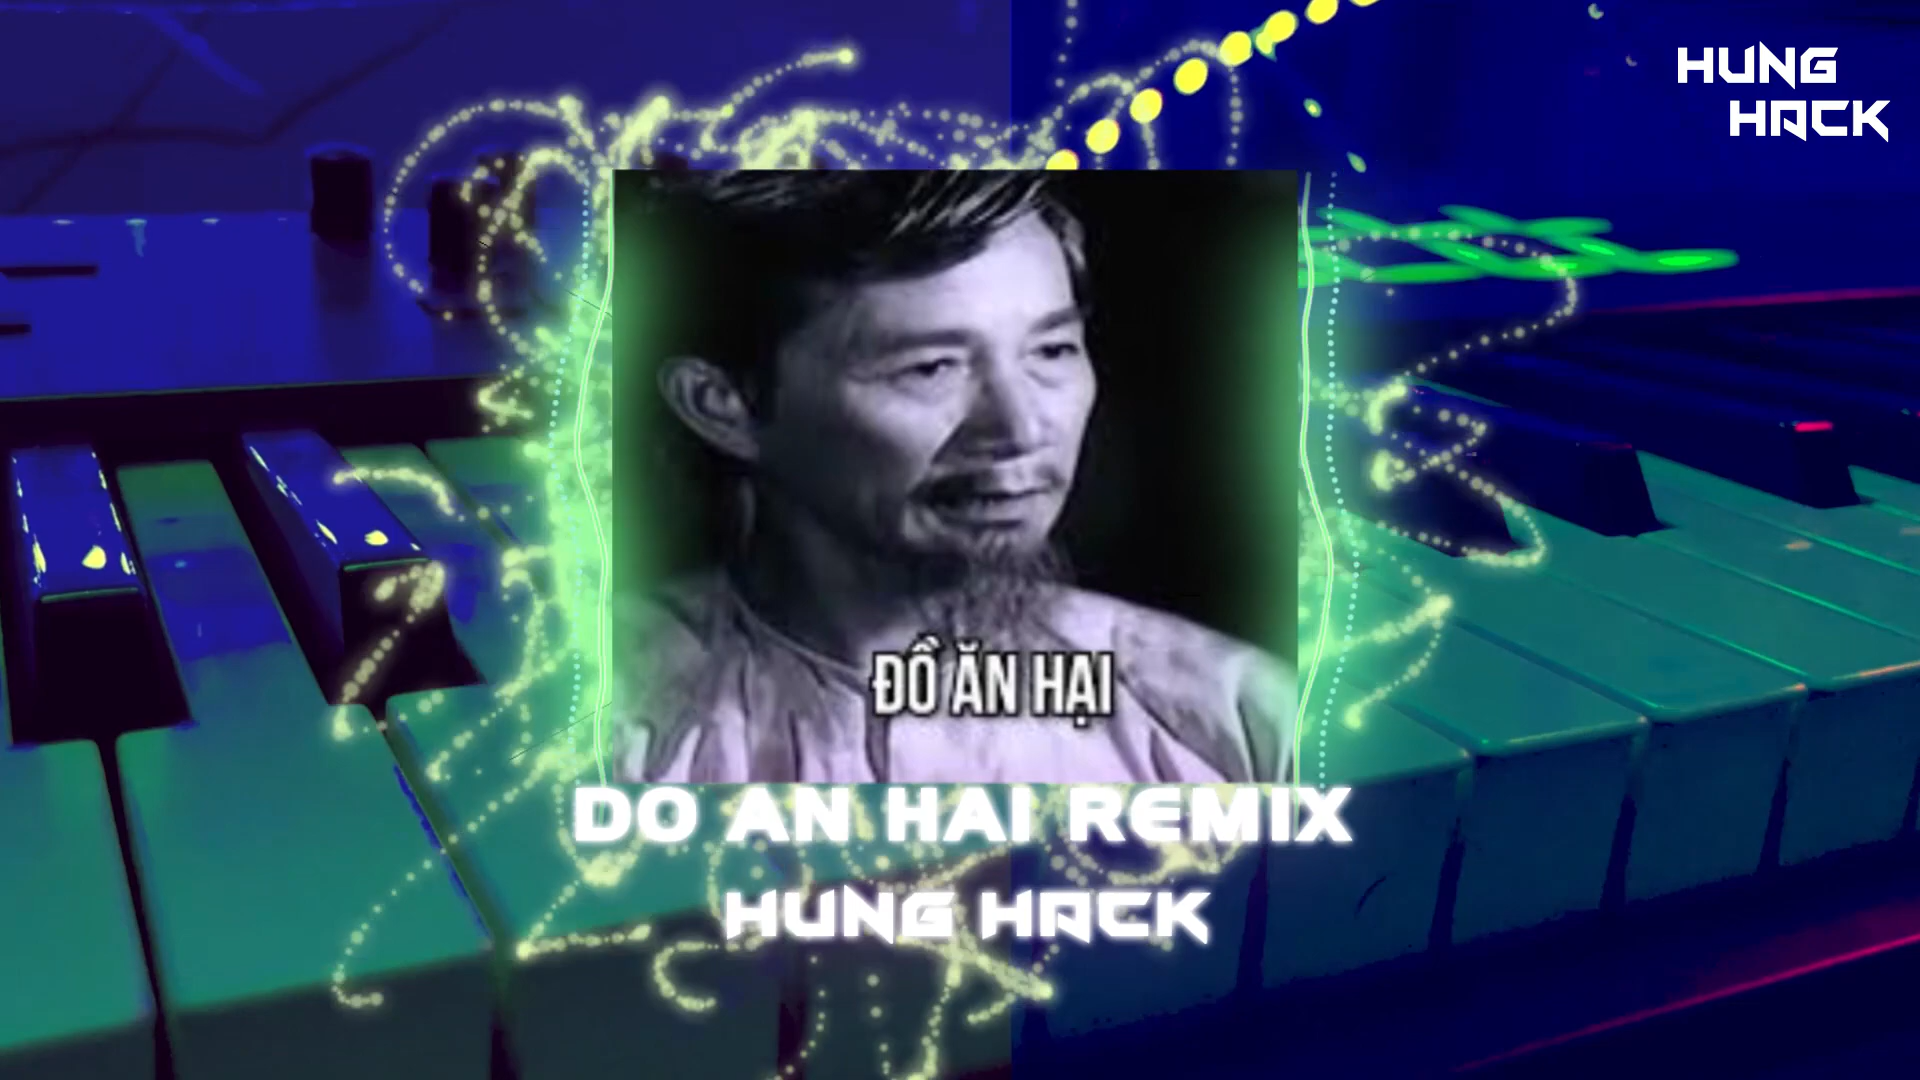 HUNG
HACK
ĐỒ ĂN HẠI
DO AN HAI REMIX
HUNG HACK